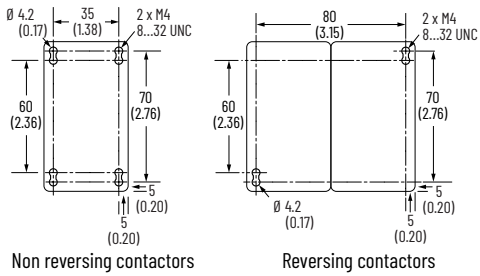 Ø 4.2
(0.17)
35
(1.38)
2 x M4
8...32 UNC
60
(2.36)
70
(2.76)
5
(0.20)
5
(0.20)
Non reversing contactors
80
(3.15)
2 x M4
8...32 UNC
60
(2.36)
70
(2.76)
Ø 4.2
(0.17)
5
(0.20)
5
(0.20)
Reversing contactors